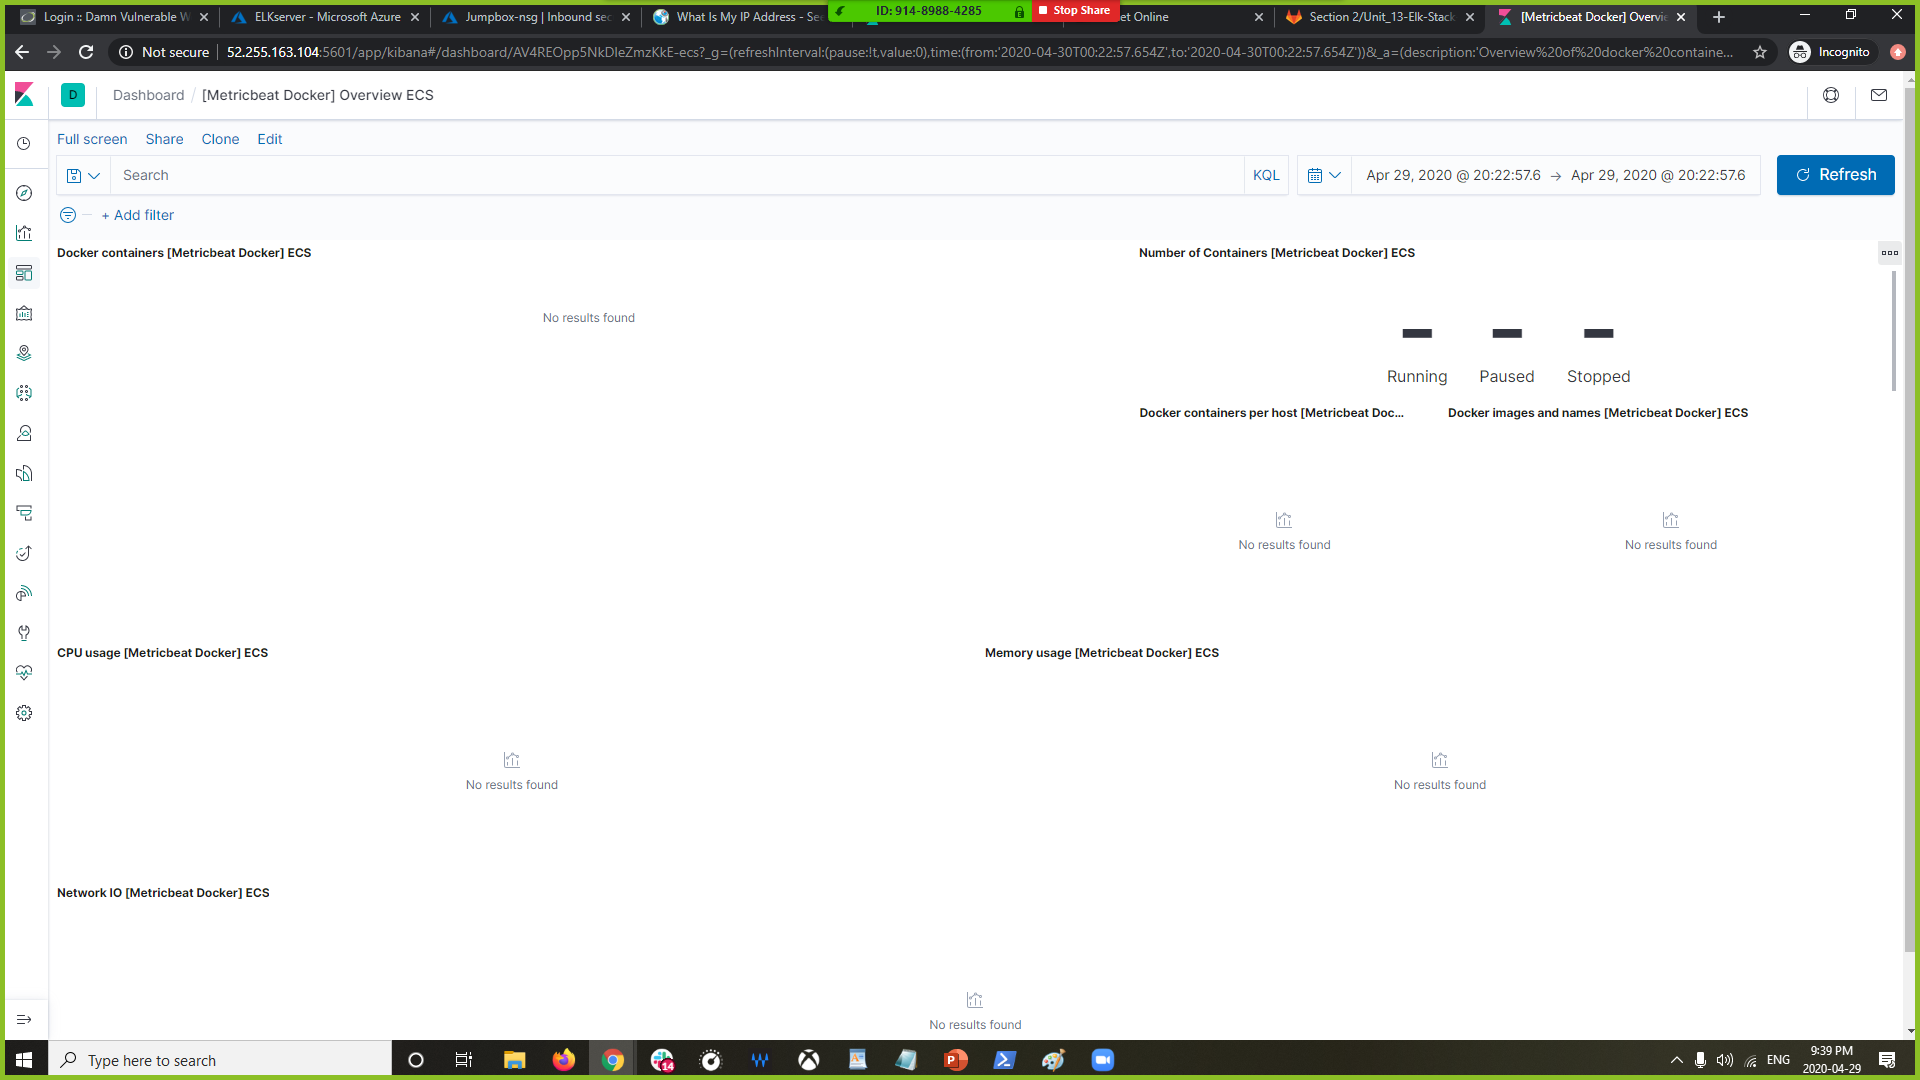 Login :: Damn Vulnerable W
ELKserver - Microsoft Azure
Jumpbox-nsg | Inbound sec
What Is My IP Address - See
ID: 914-8988-4285
Stop Share
et Online
Section 2/Unit_13-Elk-Stack
[Metricbeat Docker] Overvie
Not secure
52.255.163.104:5601/app/kibana#/dashboard/AV4REOpp5NkDleZmzKkE-ecs?_g=(refreshInterval:(pause:!t,value:0),time:(from:'2020-04-30T00:22:57.654Z',to:'2020-04-30T00:22:57.654Z'))&_a=(description:'Overview%20of%20docker%20containe...
Incognito
D
Dashboard / [Metricbeat Docker] Overview ECS
Full screen Share Clone Edit
Search
KQL
Apr 29, 2020 @ 20:22:57.6 → Apr 29, 2020 @ 20:22:57.6
Refresh
+ Add filter
Docker containers [Metricbeat Docker] ECS
No results found
Number of Containers [Metricbeat Docker] ECS
- - -
Running Paused Stopped
Docker containers per host [Metricbeat Doc...
No results found
Docker images and names [Metricbeat Docker] ECS
No results found
CPU usage [Metricbeat Docker] ECS
No results found
Memory usage [Metricbeat Docker] ECS
No results found
Network IO [Metricbeat Docker] ECS
No results found
Type here to search
14
ENG
9:39 PM
2020-04-29